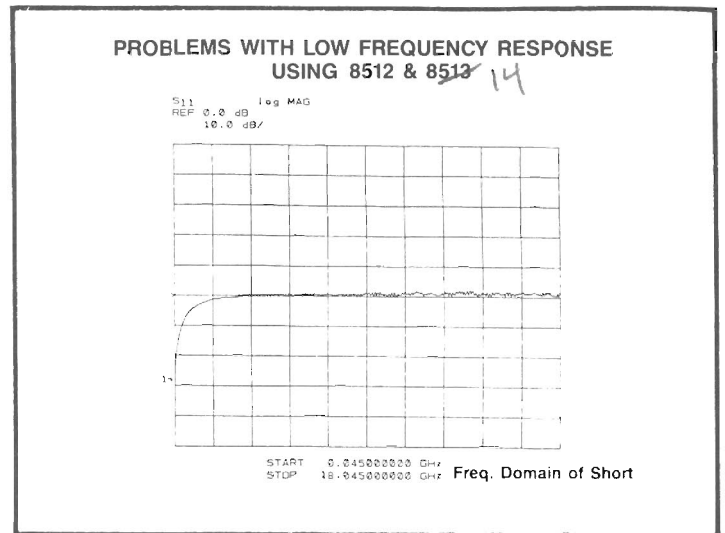 PROBLEMS WITH LOW FREQUENCY RESPONSE
USING 8512 & 8513 14
S11 log MAG
REF 0.0 dB
10.0 dB/
1
START 0.045000000 GHz
STOP 18.045000000 GHz Freq. Domain of Short